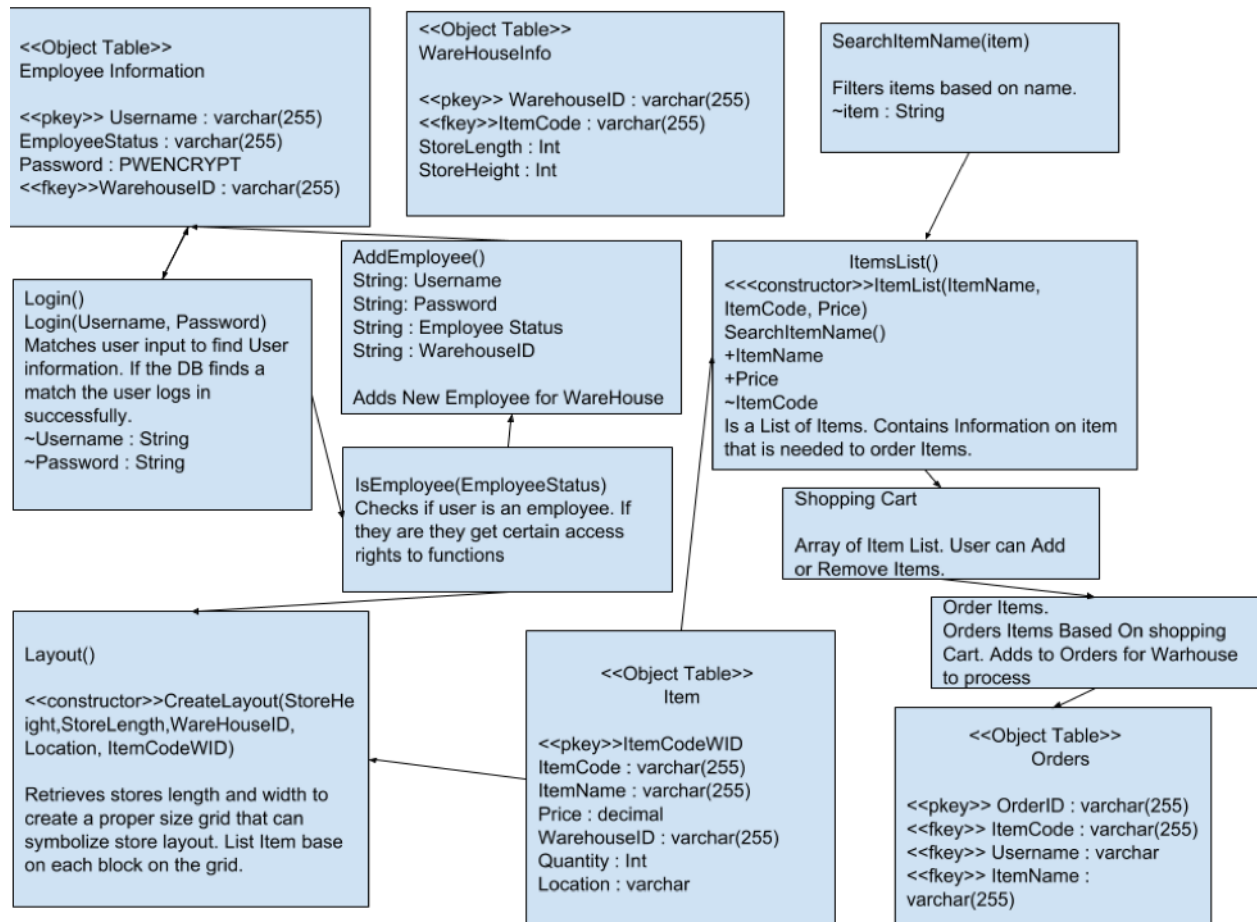 <<Object Table>>
Employee Information
<<pkey>> Username : varchar(255)
EmployeeStatus : varchar(255)
Password : PWENCRYPT
<<fkey>>WarehouseID : varchar(255)
<<Object Table>>
WareHouseInfo
<<pkey>> WarehouseID : varchar(255)
<<fkey>>ItemCode : varchar(255)
StoreLength : Int
StoreHeight : Int
SearchItemName(item)
Filters items based on name.
~item : String
Login()
Login(Username, Password)
Matches user input to find User
information. If the DB finds a
match the user logs in
successfully.
~Username : String
~Password : String
AddEmployee()
String: Username
String: Password
String : Employee Status
String : WarehouseID
Adds New Employee for WareHouse
ItemsList()
<<<constructor>>ItemList(ItemName,
ItemCode, Price)
SearchItemName()
+ItemName
+Price
~ItemCode
Is a List of Items. Contains Information on item
that is needed to order Items.
IsEmployee(EmployeeStatus)
Checks if user is an employee. If
they are they get certain access
rights to functions
Shopping Cart
Array of Item List. User can Add
or Remove Items.
Order Items.
Orders Items Based On shopping
Cart. Adds to Orders for Warhouse
to process
Layout()
<<constructor>>CreateLayout(StoreHe
ight,StoreLength,WareHouseID,
Location, ItemCodeWID)
Retrieves stores length and width to
create a proper size grid that can
symbolize store layout. List Item base
on each block on the grid.
<<Object Table>>
Item
<<pkey>>ItemCodeWID
ItemCode : varchar(255)
ItemName : varchar(255)
Price : decimal
WarehouseID : varchar(255)
Quantity : Int
Location : varchar
<<Object Table>>
Orders
<<pkey>> OrderID : varchar(255)
<<fkey>> ItemCode : varchar(255)
<<fkey>> Username : varchar
<<fkey>> ItemName :
varchar(255)